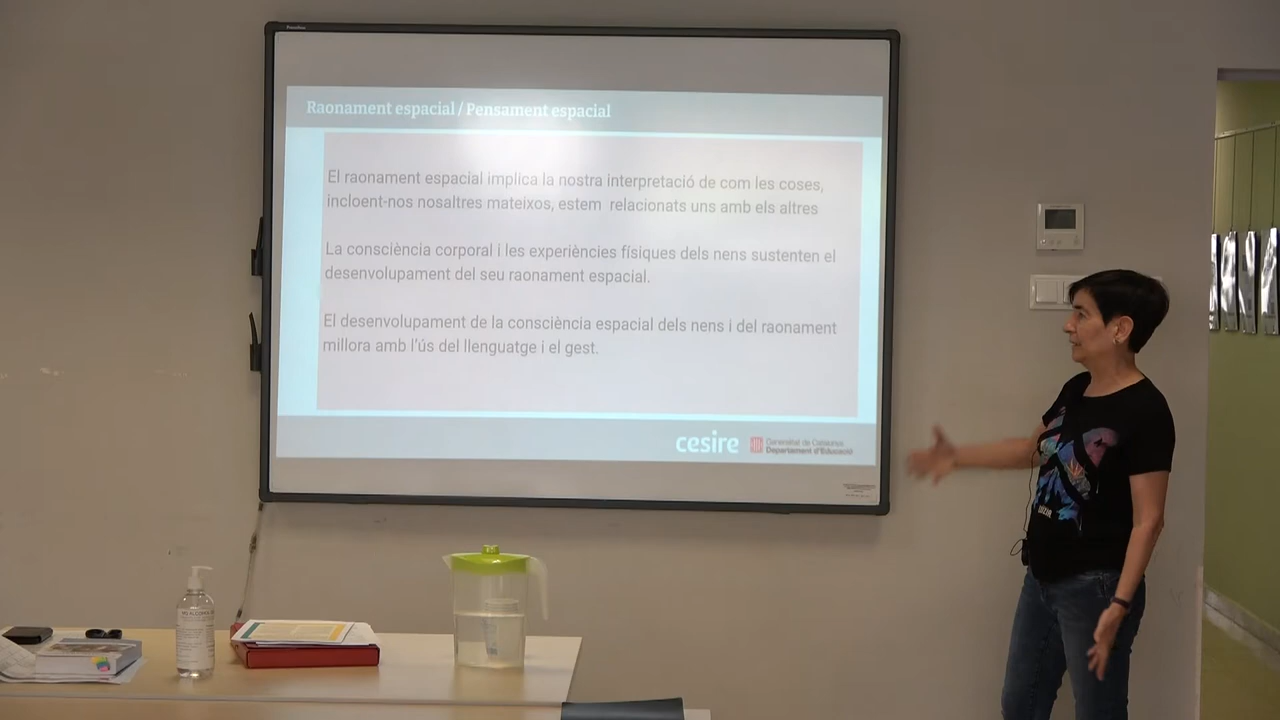 Raonament espacial / Pensament espacial
El raonament espacial implica la nostra interpretació de com les coses,
incloent-nos nosaltres mateixos, estem relacionats uns amb els altres
La consciència corporal i les experiències físiques dels nens sustenten el
desenvolupament del seu raonament espacial.
El desenvolupament de la consciència espacial dels nens i del raonament
millora amb l'ús del llenguatge i el gest.
cesire
Generalitat de Catalunya
Departament d'Educació